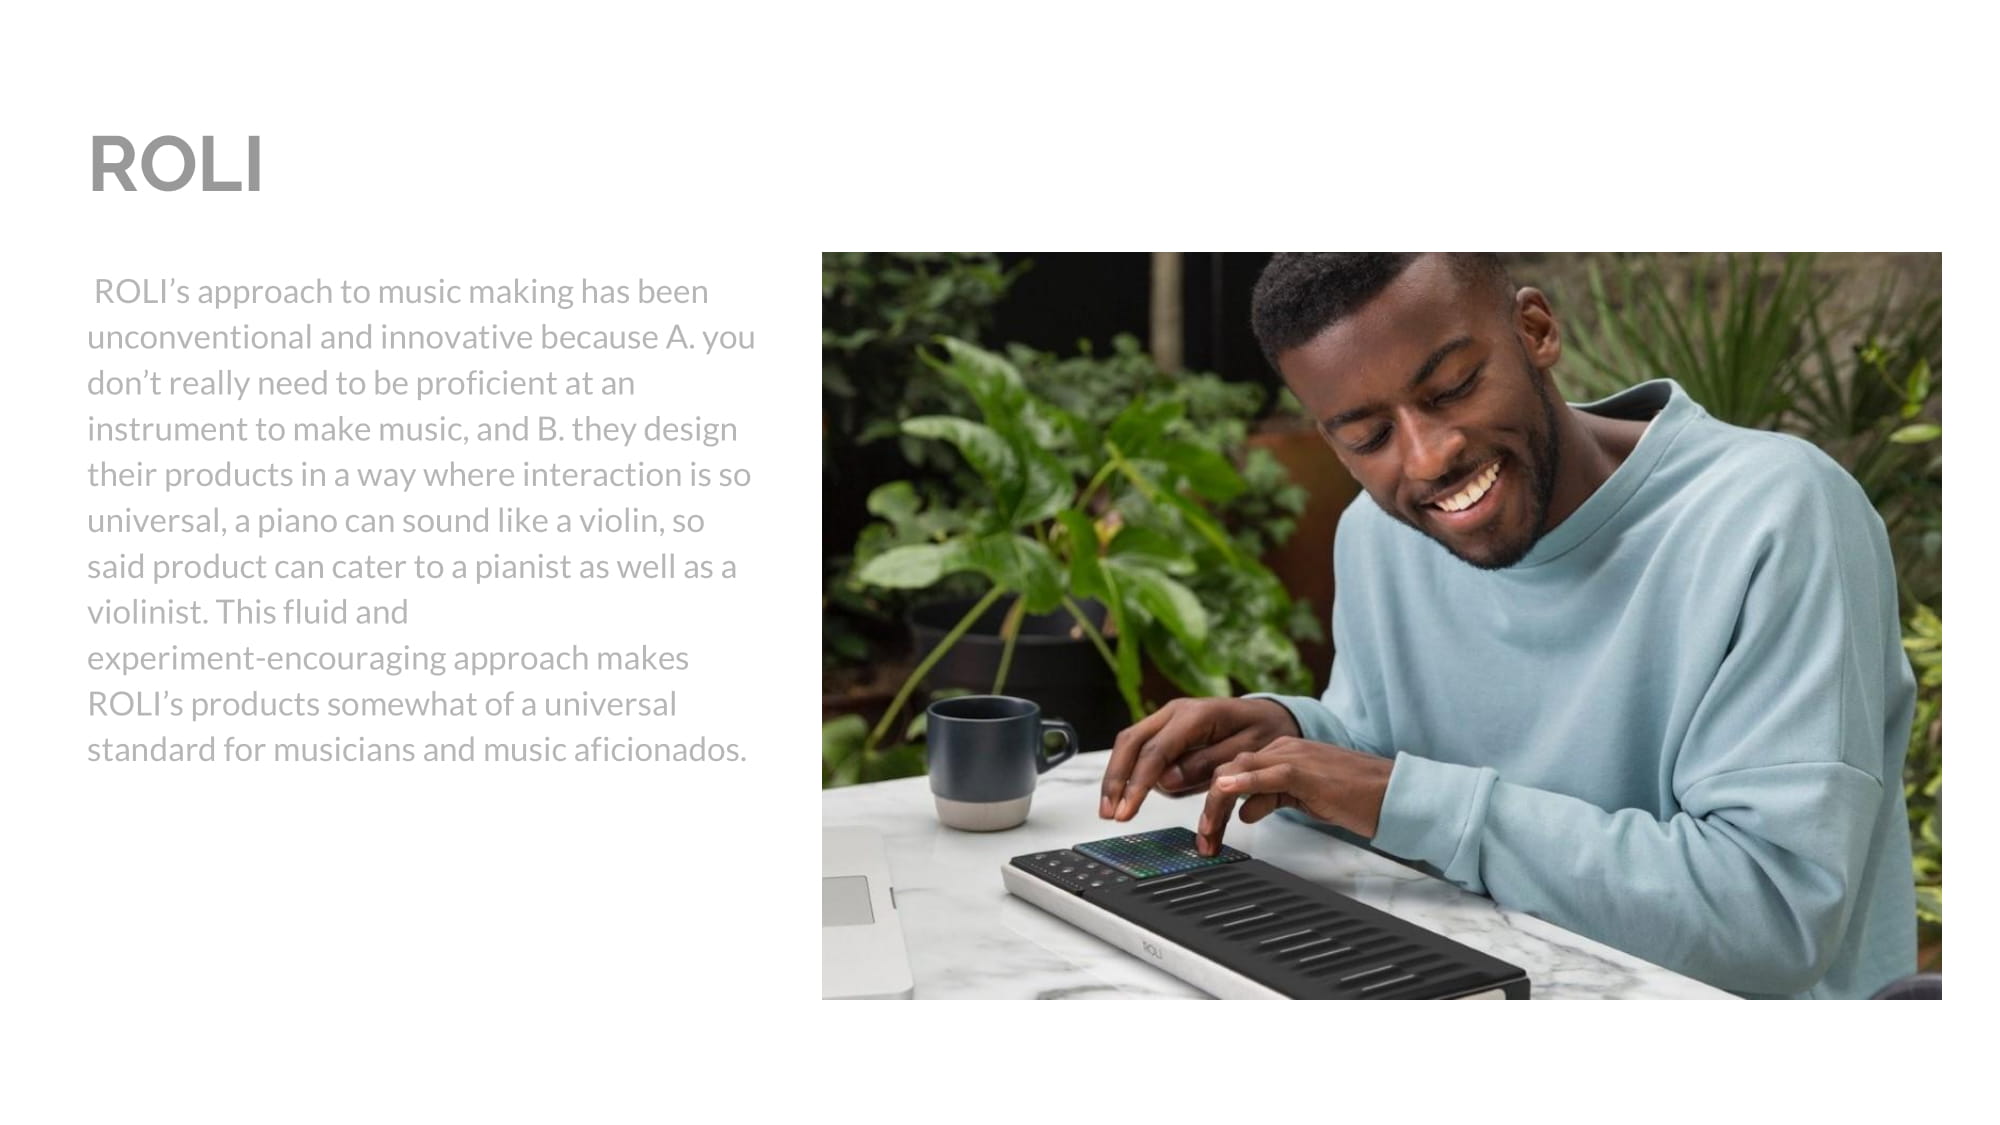 ROLI
ROLI’s approach to music making has been
unconventional and innovative because A. you
don’t really need to be proficient at an
instrument to make music, and B. they design
their products in a way where interaction is so
universal, a piano can sound like a violin, so
said product can cater to a pianist as well as a
violinist. This fluid and
experiment-encouraging approach makes
ROLI’s products somewhat of a universal
standard for musicians and music aficionados.
ROLI